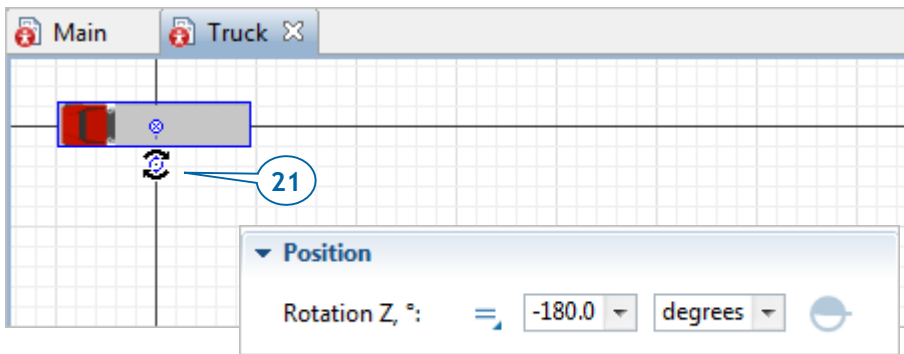 Main
Truck
21
Position
Rotation Z, °: = -180.0 degrees